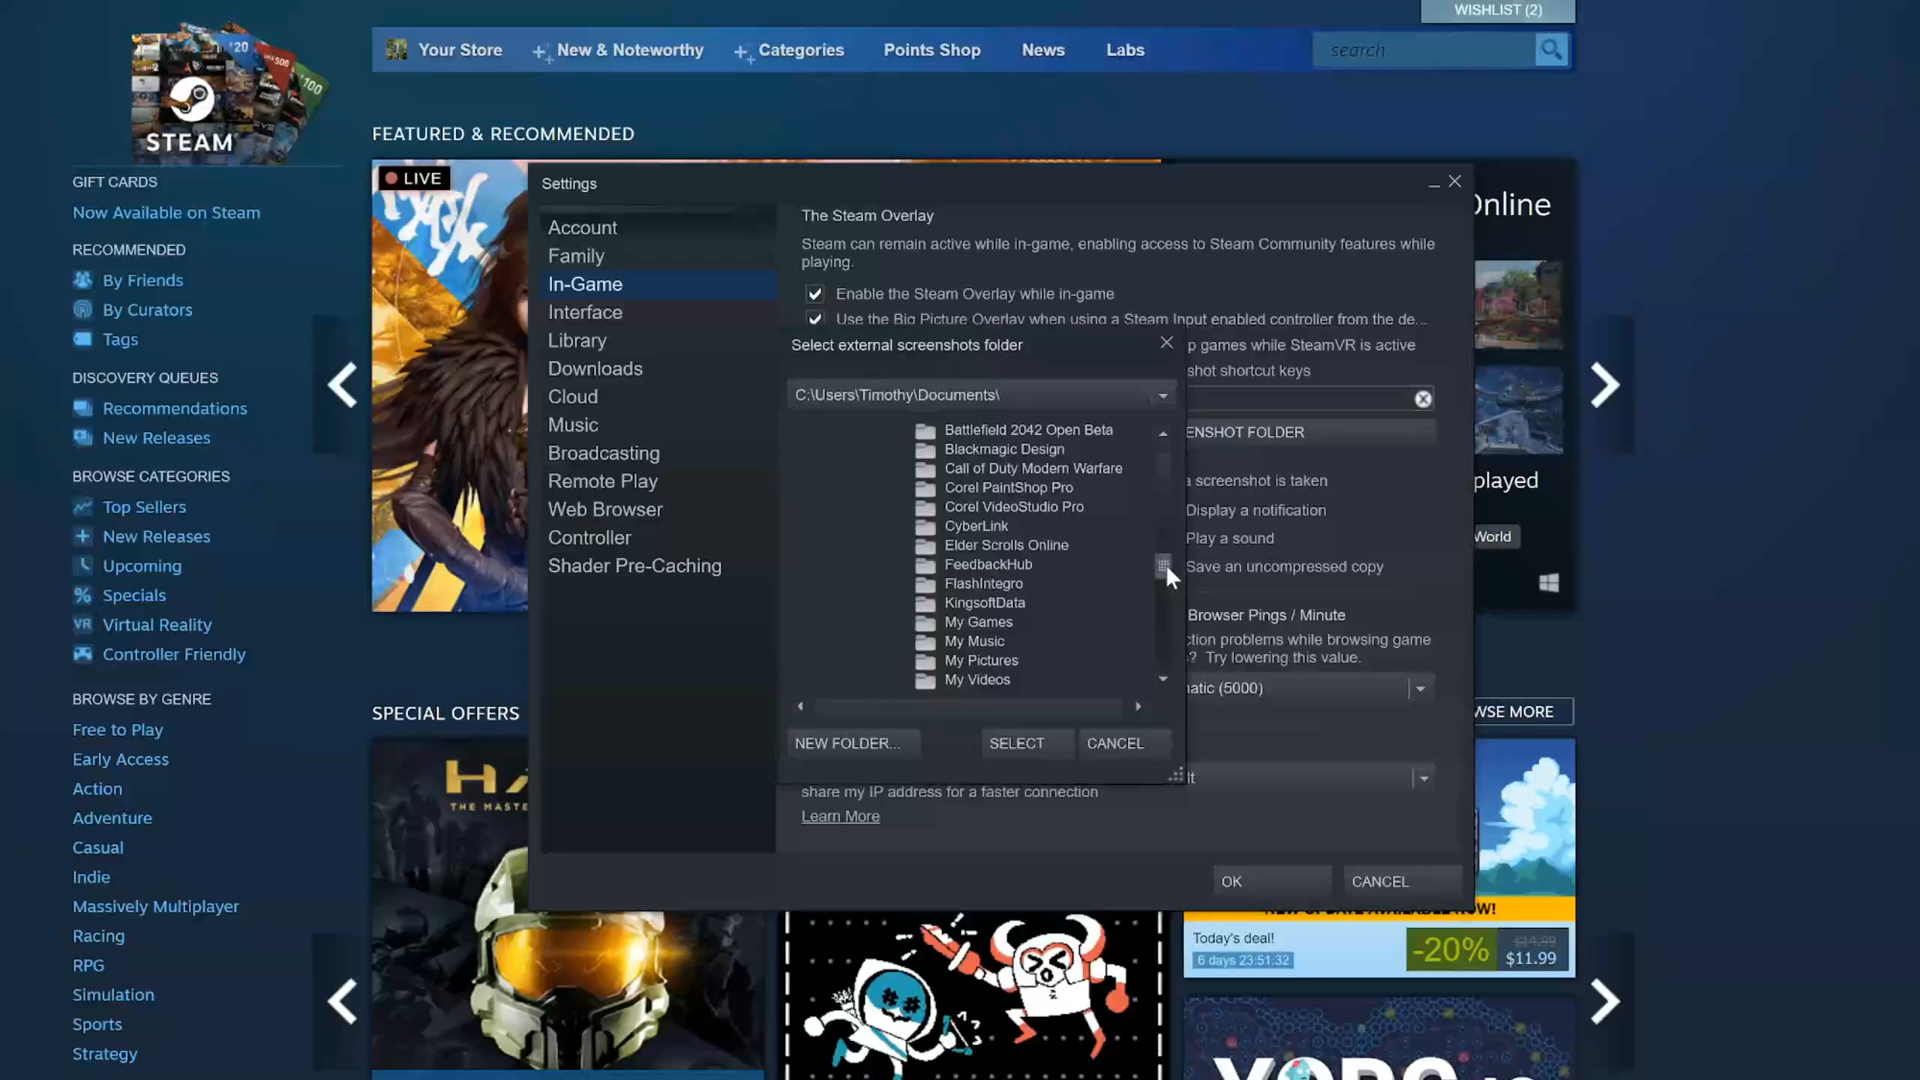 WISHLIST (2)
Your Store
New & Noteworthy
Categories
Points Shop
News
Labs
search
$20
$500
$100
STEAM
GIFT CARDS
Now Available on Steam
RECOMMENDED
By Friends
By Curators
Tags
DISCOVERY QUEUES
Recommendations
New Releases
BROWSE CATEGORIES
Top Sellers
New Releases
Upcoming
Specials
VR Virtual Reality
Controller Friendly
BROWSE BY GENRE
Free to Play
Early Access
Action
Adventure
Casual
Indie
Massively Multiplayer
Racing
RPG
Simulation
Sports
Strategy
FEATURED & RECOMMENDED
LIVE
Online
played
World
Settings
Account
Family
In-Game
Interface
Library
Downloads
Cloud
Music
Broadcasting
Remote Play
Web Browser
Controller
Shader Pre-Caching
The Steam Overlay
Steam can remain active while in-game, enabling access to Steam Community features while
playing.
Enable the Steam Overlay while in-game
Use the Big Picture Overlay when using a Steam Input enabled controller from the de...
p games while SteamVR is active
shot shortcut keys
ENSHOT FOLDER
a screenshot is taken
Display a notification
Play a sound
Save an uncompressed copy
Browser Pings / Minute
ction problems while browsing game
? Try lowering this value.
atic (5000)
lt
share my IP address for a faster connection
Learn More
OK
CANCEL
Select external screenshots folder
C:\Users\Timothy\Documents\
Battlefield 2042 Open Beta
Blackmagic Design
Call of Duty Modern Warfare
Corel PaintShop Pro
Corel VideoStudio Pro
CyberLink
Elder Scrolls Online
FeedbackHub
FlashIntegro
KingsoftData
My Games
My Music
My Pictures
My Videos
NEW FOLDER...
SELECT
CANCEL
SPECIAL OFFERS
WSE MORE
HA
THE MASTE
Today's deal!
6 days 23:51:32
-20%
$14.99
$11.99